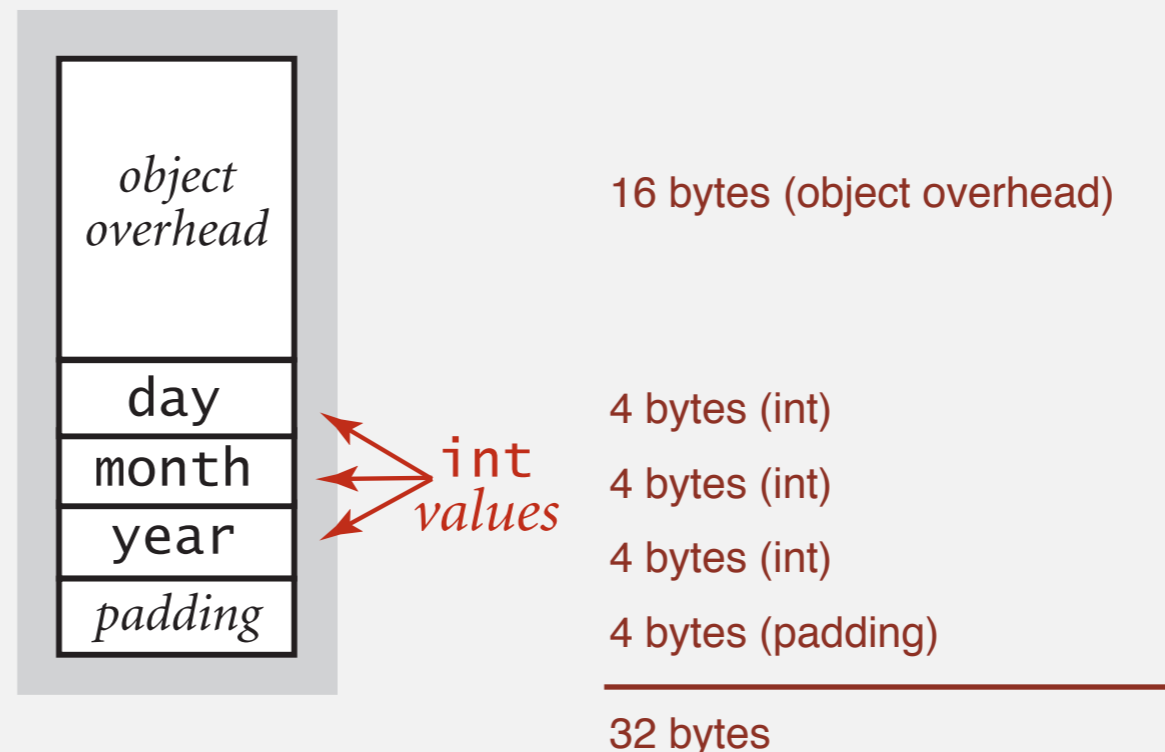 object
overhead
16 bytes (object overhead)
day
4 bytes (int)
month
int
4 bytes (int)
values
year
4 bytes (int)
padding
4 bytes (padding)
32 bytes